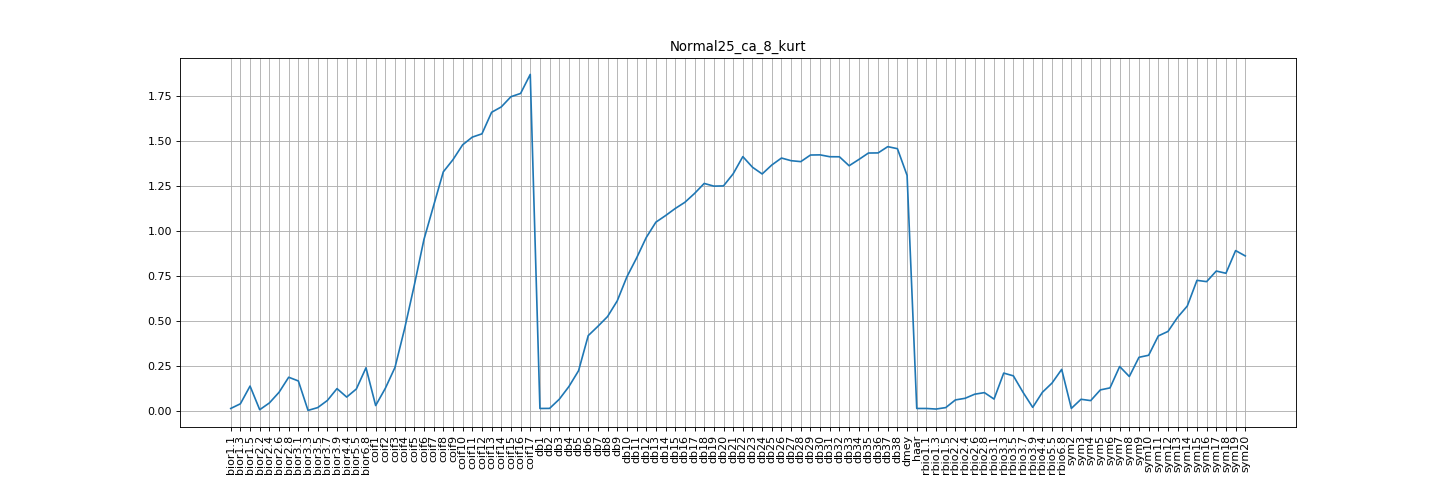 Normal25_ca_8_kurt
1.75
1.50
1.25
1.00
0.75
0.50
0.25
0.00
bior1.1
bior1.3
bior1.5
bior2.2
bior2.4
bior2.6
bior2.8
bior3.1
bior3.3
bior3.5
bior3.7
bior3.9
bior4.4
bior5.5
bior6.8
coif1
coif2
coif3
coif4
coif5
coif6
coif7
coif8
coif9
coif10
coif11
coif12
coif13
coif14
coif15
coif16
coif17
db1
db2
db3
db4
db5
db6
db7
db8
db9
db10
db11
db12
db13
db14
db15
db16
db17
db18
db19
db20
db21
db22
db23
db24
db25
db26
db27
db28
db29
db30
db31
db32
db33
db34
db35
db36
db37
db38
dmey
haar
rbio1.1
rbio1.3
rbio1.5
rbio2.2
rbio2.4
rbio2.6
rbio2.8
rbio3.1
rbio3.3
rbio3.5
rbio3.7
rbio3.9
rbio4.4
rbio5.5
rbio6.8
sym2
sym3
sym4
sym5
sym6
sym7
sym8
sym9
sym10
sym11
sym12
sym13
sym14
sym15
sym16
sym17
sym18
sym19
sym20